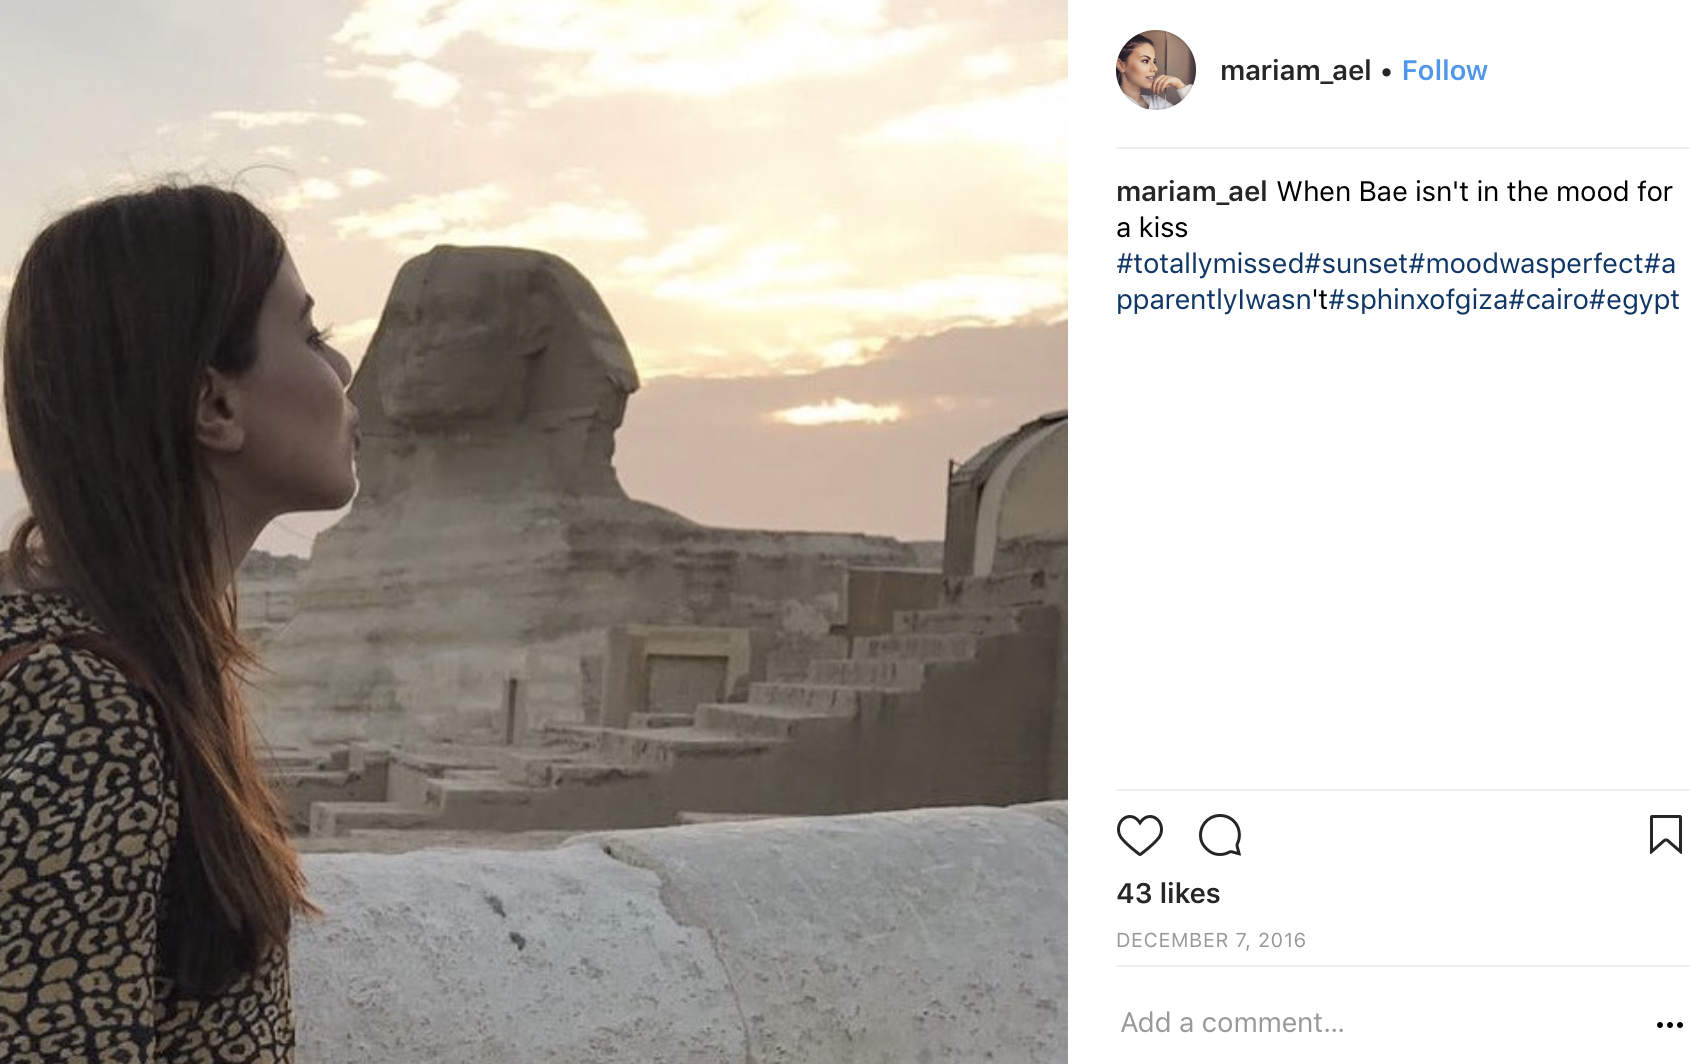 mariam_ael • Follow
mariam_ael When Bae isn't in the mood for
a kiss
#totallymissed#sunset#moodwasperfect#a
pparentlyIwasn't#sphinxofgiza#cairo#egypt
43 likes
DECEMBER 7, 2016
Add a comment...